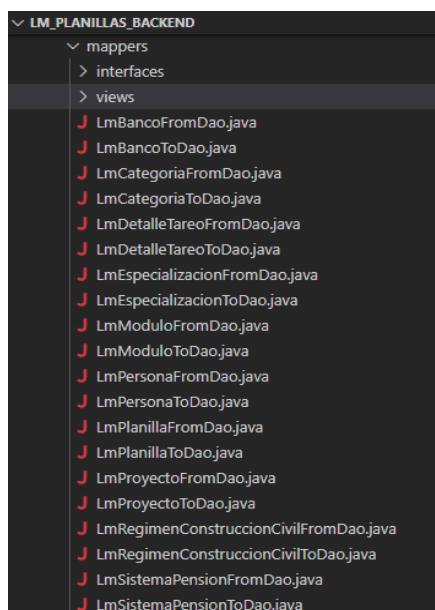 LM_PLANILLAS_BACKEND
mappers
interfaces
views
LmBancoFromDao.java
LmBancoToDao.java
LmCategoriaFromDao.java
LmCategoriaToDao.java
LmDetalleTareoFromDao.java
LmDetalleTareoToDao.java
LmEspecializacionFromDao.java
LmEspecializacionToDao.java
LmModuloFromDao.java
LmModuloToDao.java
LmPersonaFromDao.java
LmPersonaToDao.java
LmPlanillaFromDao.java
LmPlanillaToDao.java
LmProyectoFromDao.java
LmProyectoToDao.java
LmRegimenConstruccionCivilFromDao.java
LmRegimenConstruccionCivilToDao.java
LmSistemaPensionFromDao.java
LmSistemaPensionToDao.java